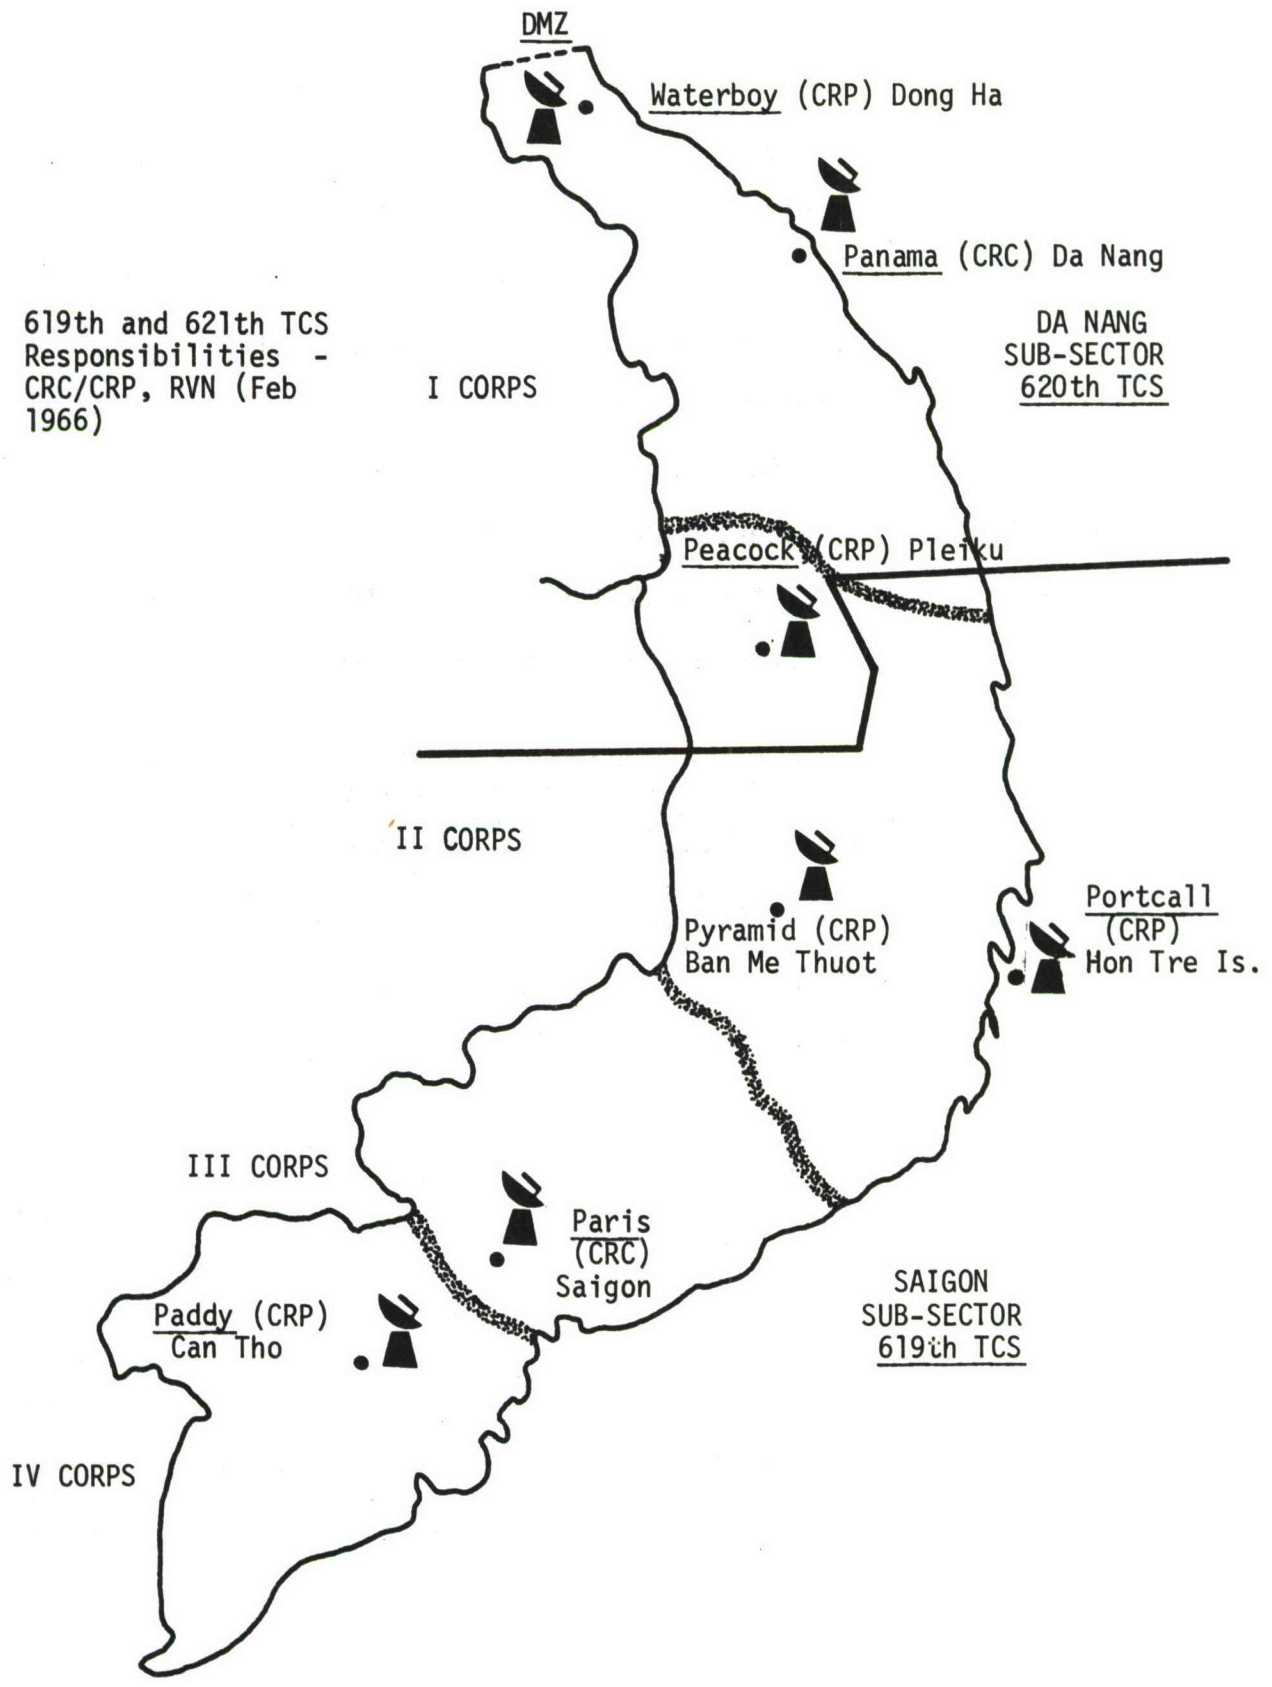 DMZ
Waterboy (CRP) Dong Ha
Panama (CRC) Da Nang
619th and 621th TCS
Responsibilities -
CRC/CRP, RVN (Feb
1966)
I CORPS
DA NANG
SUB-SECTOR
620th TCS
Peacock (CRP) Pleiku
II CORPS
Pyramid (CRP)
Ban Me Thuot
Portcall
(CRP)
Hon Tre Is.
III CORPS
Paris
(CRC)
Saigon
SAIGON
SUB-SECTOR
619th TCS
Paddy (CRP)
Can Tho
IV CORPS